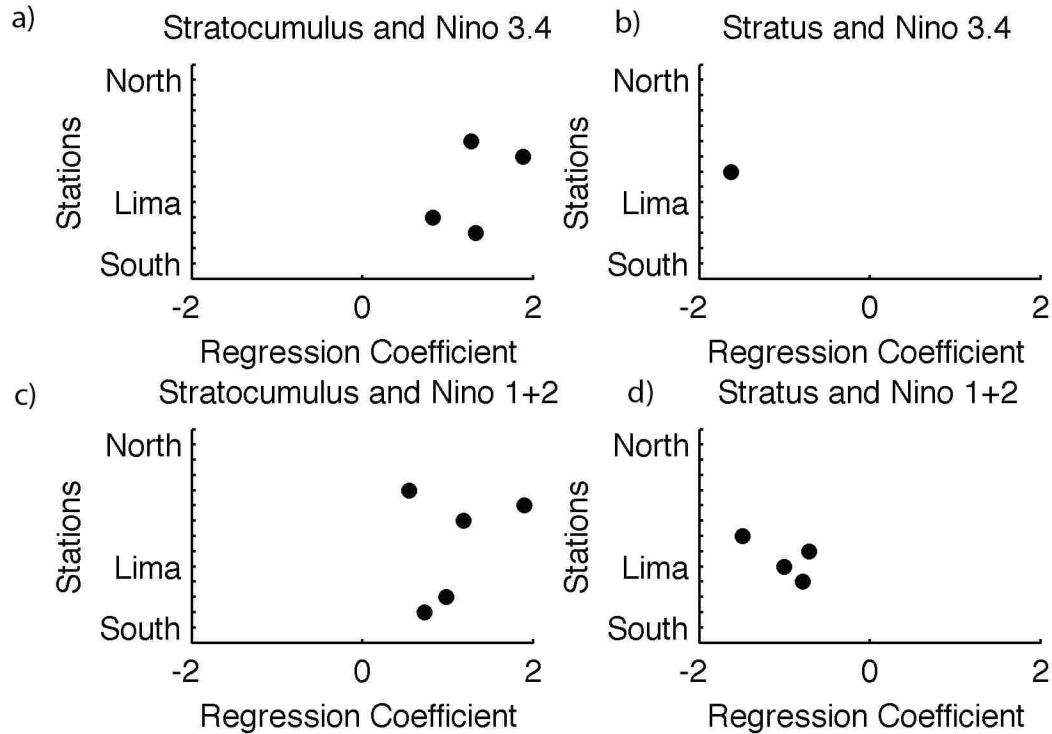 a)
Stratocumulus and Nino 3.4
North
Lima
South
Stations
-2 0 2
Regression Coefficient
b)
Stratus and Nino 3.4
North
Lima
South
Stations
-2 0 2
Regression Coefficient
c)
Stratocumulus and Nino 1+2
North
Lima
South
Stations
-2 0 2
Regression Coefficient
d)
Stratus and Nino 1+2
North
Lima
South
Stations
-2 0 2
Regression Coefficient